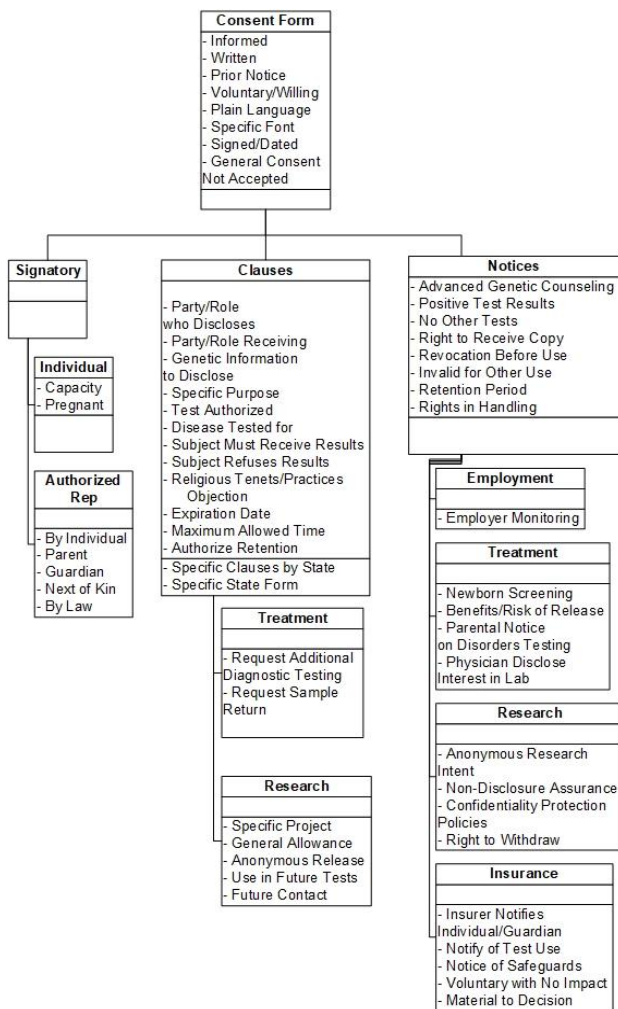 Consent Form
- Informed
- Written
- Prior Notice
- Voluntary/Willing
- Plain Language
- Specific Font
- Signed/Dated
- General Consent
Not Accepted
Signatory
Individual
- Capacity
- Pregnant
Authorized
Rep
- By Individual
- Parent
- Guardian
- Next of Kin
- By Law
Clauses
- Party/Role
who Discloses
- Party/Role Receiving
- Genetic Information
to Disclose
- Specific Purpose
- Test Authorized
- Disease Tested for
- Subject Must Receive Results
- Subject Refuses Results
- Religious Tenets/Practices
Objection
- Expiration Date
- Maximum Allowed Time
- Authorize Retention
- Specific Clauses by State
- Specific State Form
Treatment
- Request Additional
Diagnostic Testing
- Request Sample
Return
Research
- Specific Project
- General Allowance
- Anonymous Release
- Use in Future Tests
- Future Contact
Notices
- Advanced Genetic Counseling
- Positive Test Results
- No Other Tests
- Right to Receive Copy
- Revocation Before Use
- Invalid for Other Use
- Retention Period
- Rights in Handling
Employment
- Employer Monitoring
Treatment
- Newborn Screening
- Benefits/Risk of Release
- Parental Notice
on Disorders Testing
- Physician Disclose
Interest in Lab
Research
- Anonymous Research
Intent
- Non-Disclosure Assurance
- Confidentiality Protection
Policies
- Right to Withdraw
Insurance
- Insurer Notifies
Individual/Guardian
- Notify of Test Use
- Notice of Safeguards
- Voluntary with No Impact
- Material to Decision